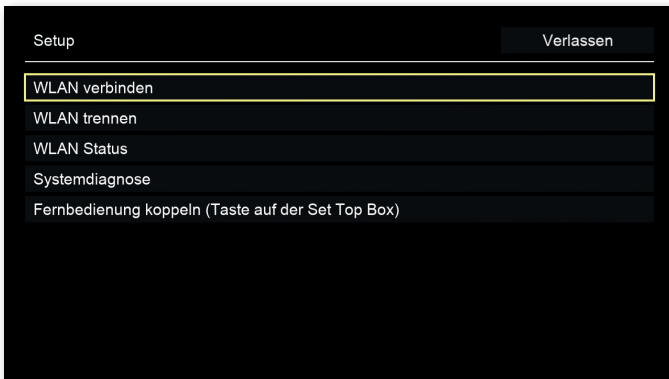 Setup
Verlassen
WLAN verbinden
WLAN trennen
WLAN Status
Systemdiagnose
Fernbedienung koppeln (Taste auf der Set Top Box)